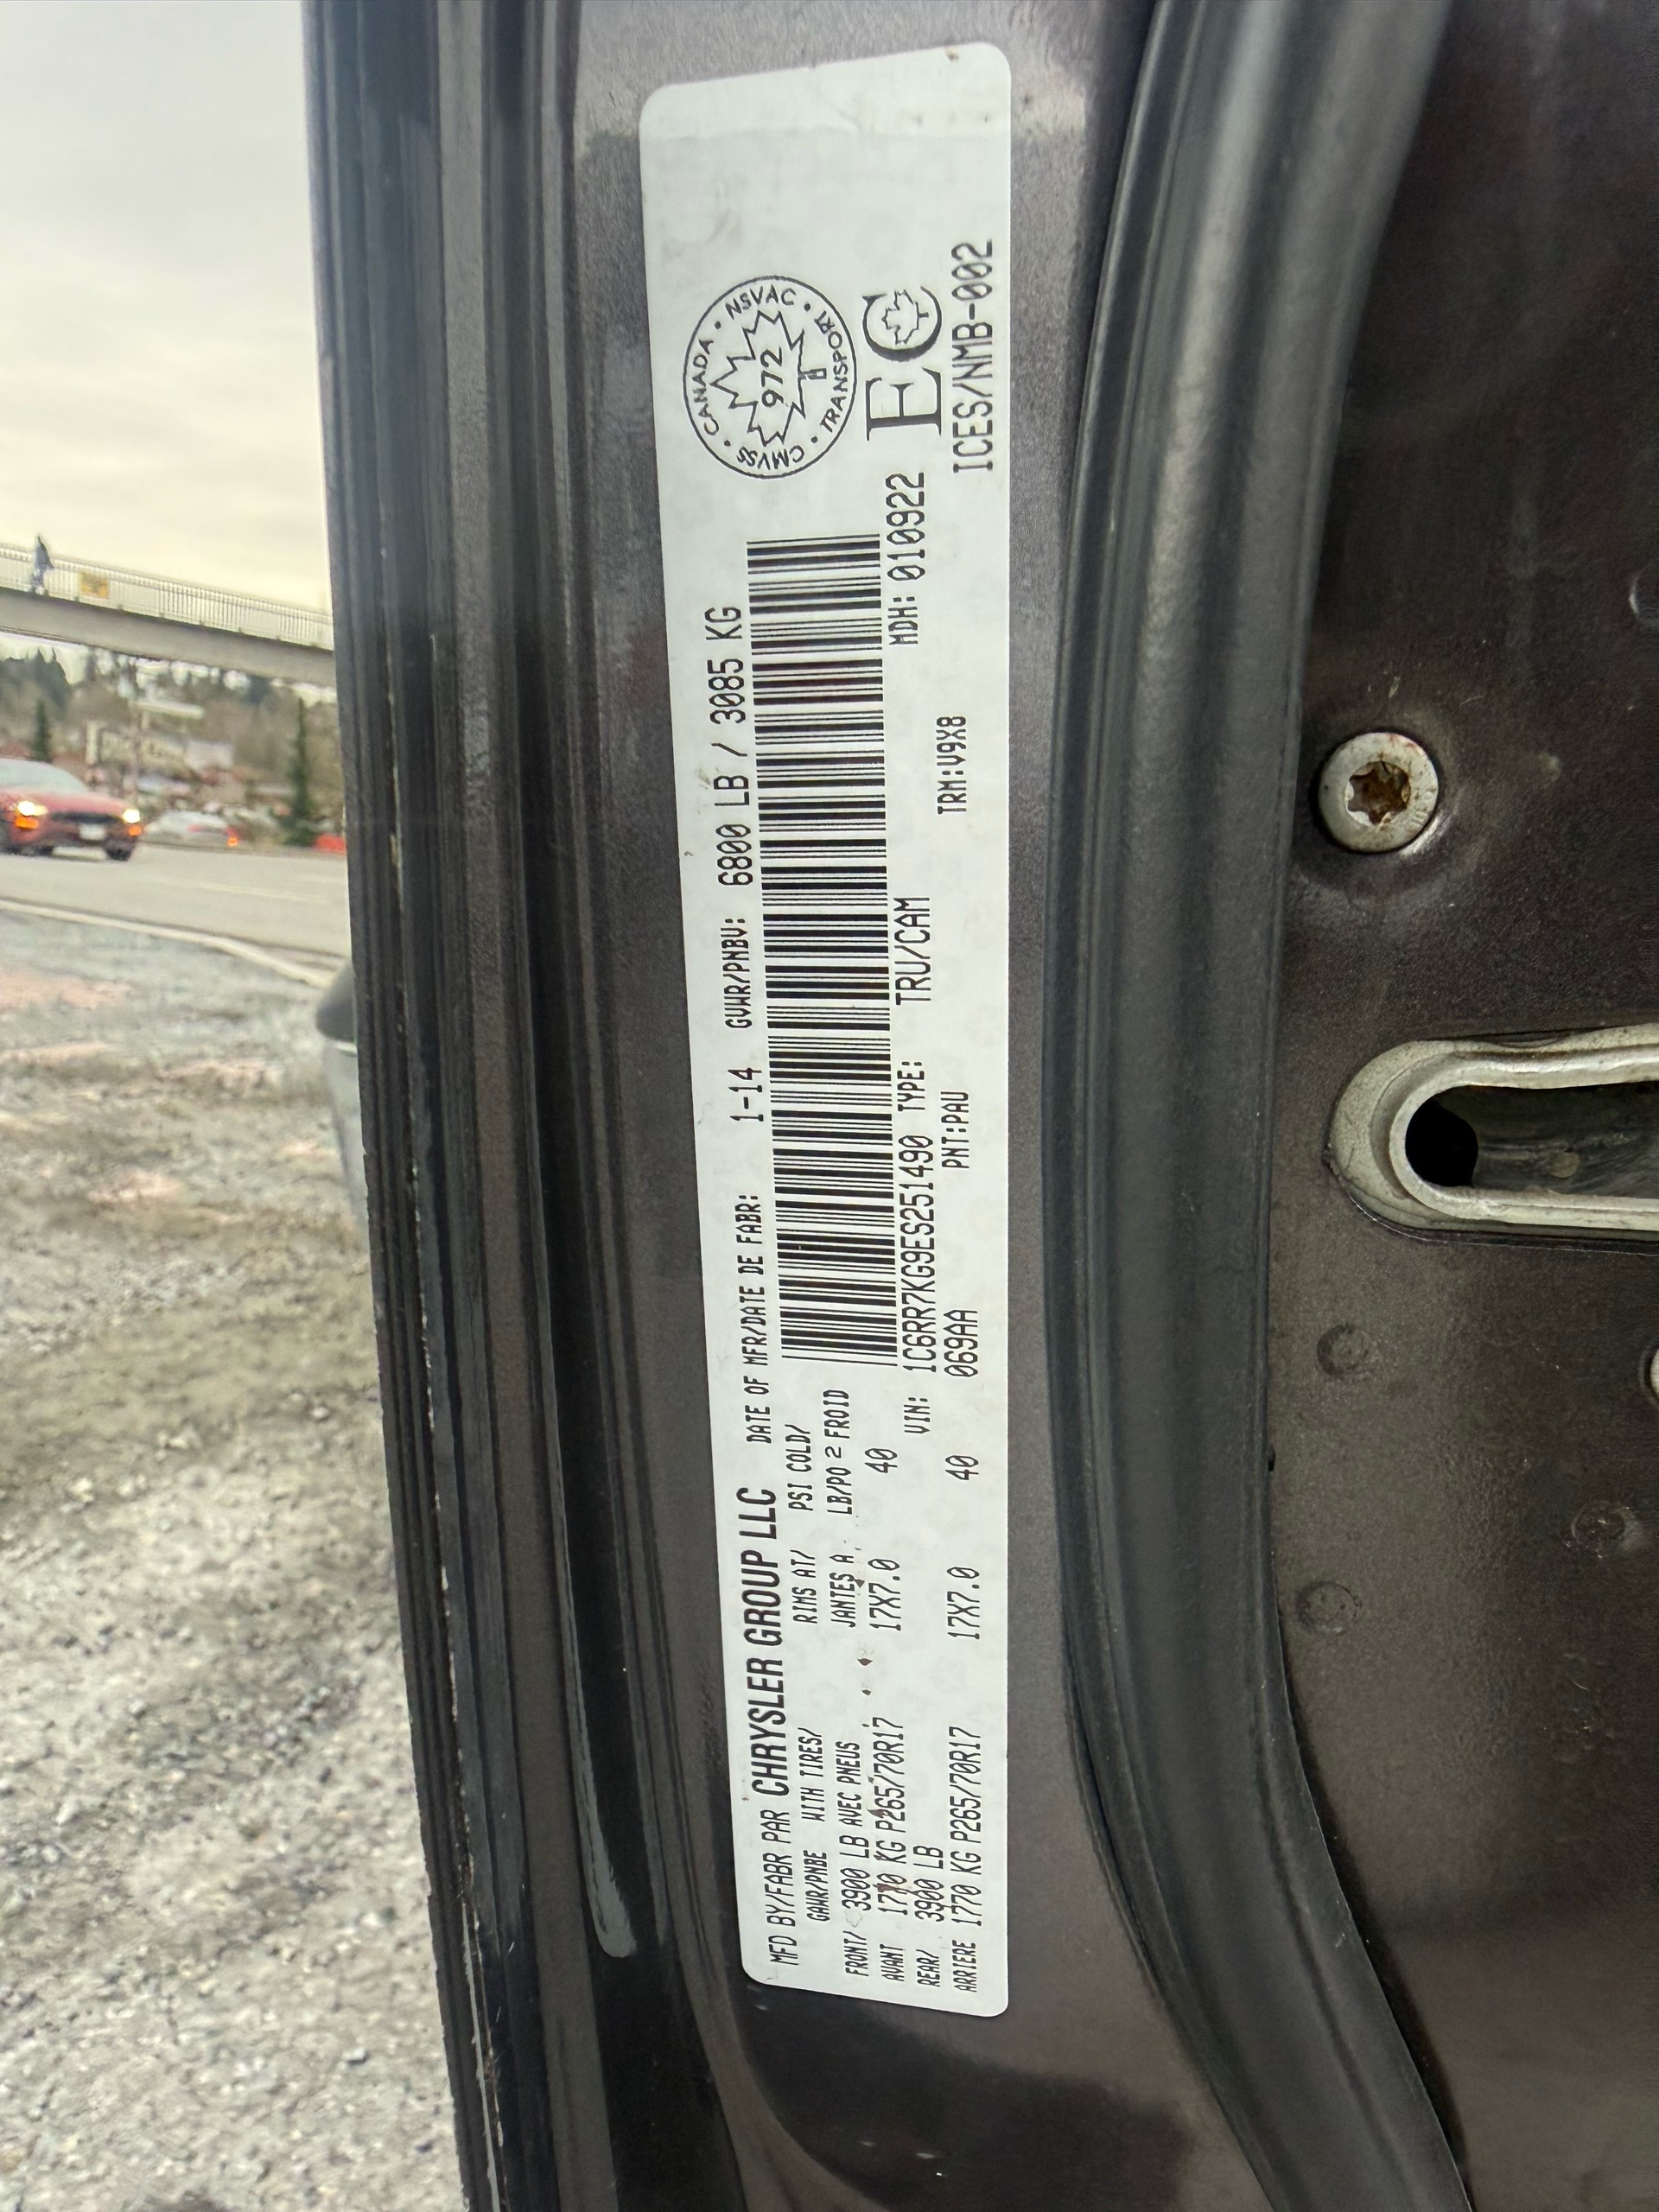 MFD BY/FABR PAR CHRYSLER GROUP LLC DATE OF MFR/DATE DE FABR: 1-14 GVWR/PNBV: 6800 LB / 3085 KG
GAWR/PNBE WITH TIRES/ RIMS AT/ PSI COLD/
FRONT/ 3900 LB AVEC PNEUS JANTES A LB/PO 2 FROID
AVANT 1770 KG P265/70R17 17X7.0 40
REAR/ 3900 LB
ARRIERE 1770 KG P265/70R17 17X7.0 40
VIN: 1C6RR7KG9ES251490 TYPE: TRU/CAM MDH: 010922
069AA PNT:PAU TRM:V9X8
CANADA • NSVAC • TRANSPORT • CMVSS •
972
EC
ICES/NMB-002